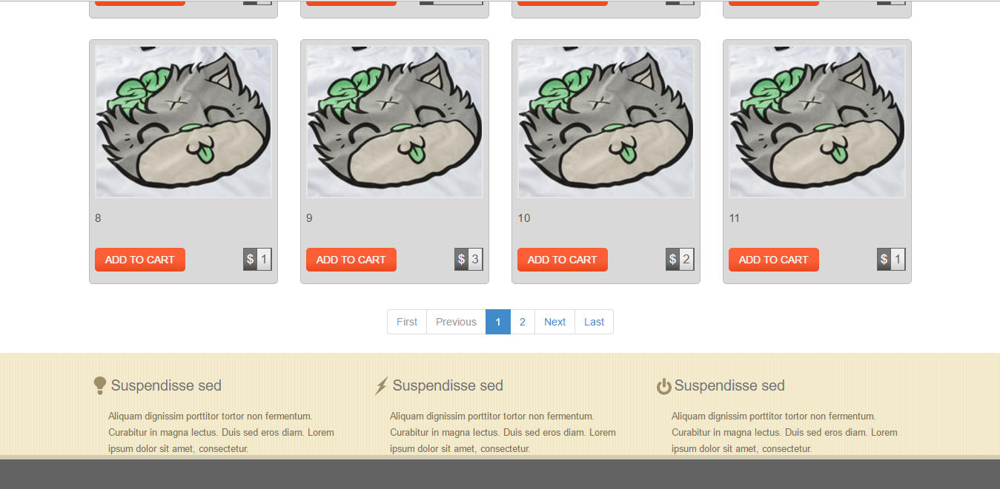 8 9 10 11
ADD TO CART $ 1 ADD TO CART $ 3 ADD TO CART $ 2 ADD TO CART $ 1
First Previous 1 2 Next Last
Suspendisse sed
Aliquam dignissim porttitor tortor non fermentum.
Curabitur in magna lectus. Duis sed eros diam. Lorem
ipsum dolor sit amet, consectetur.
Suspendisse sed
Aliquam dignissim porttitor tortor non fermentum.
Curabitur in magna lectus. Duis sed eros diam. Lorem
ipsum dolor sit amet, consectetur.
Suspendisse sed
Aliquam dignissim porttitor tortor non fermentum.
Curabitur in magna lectus. Duis sed eros diam. Lorem
ipsum dolor sit amet, consectetur.